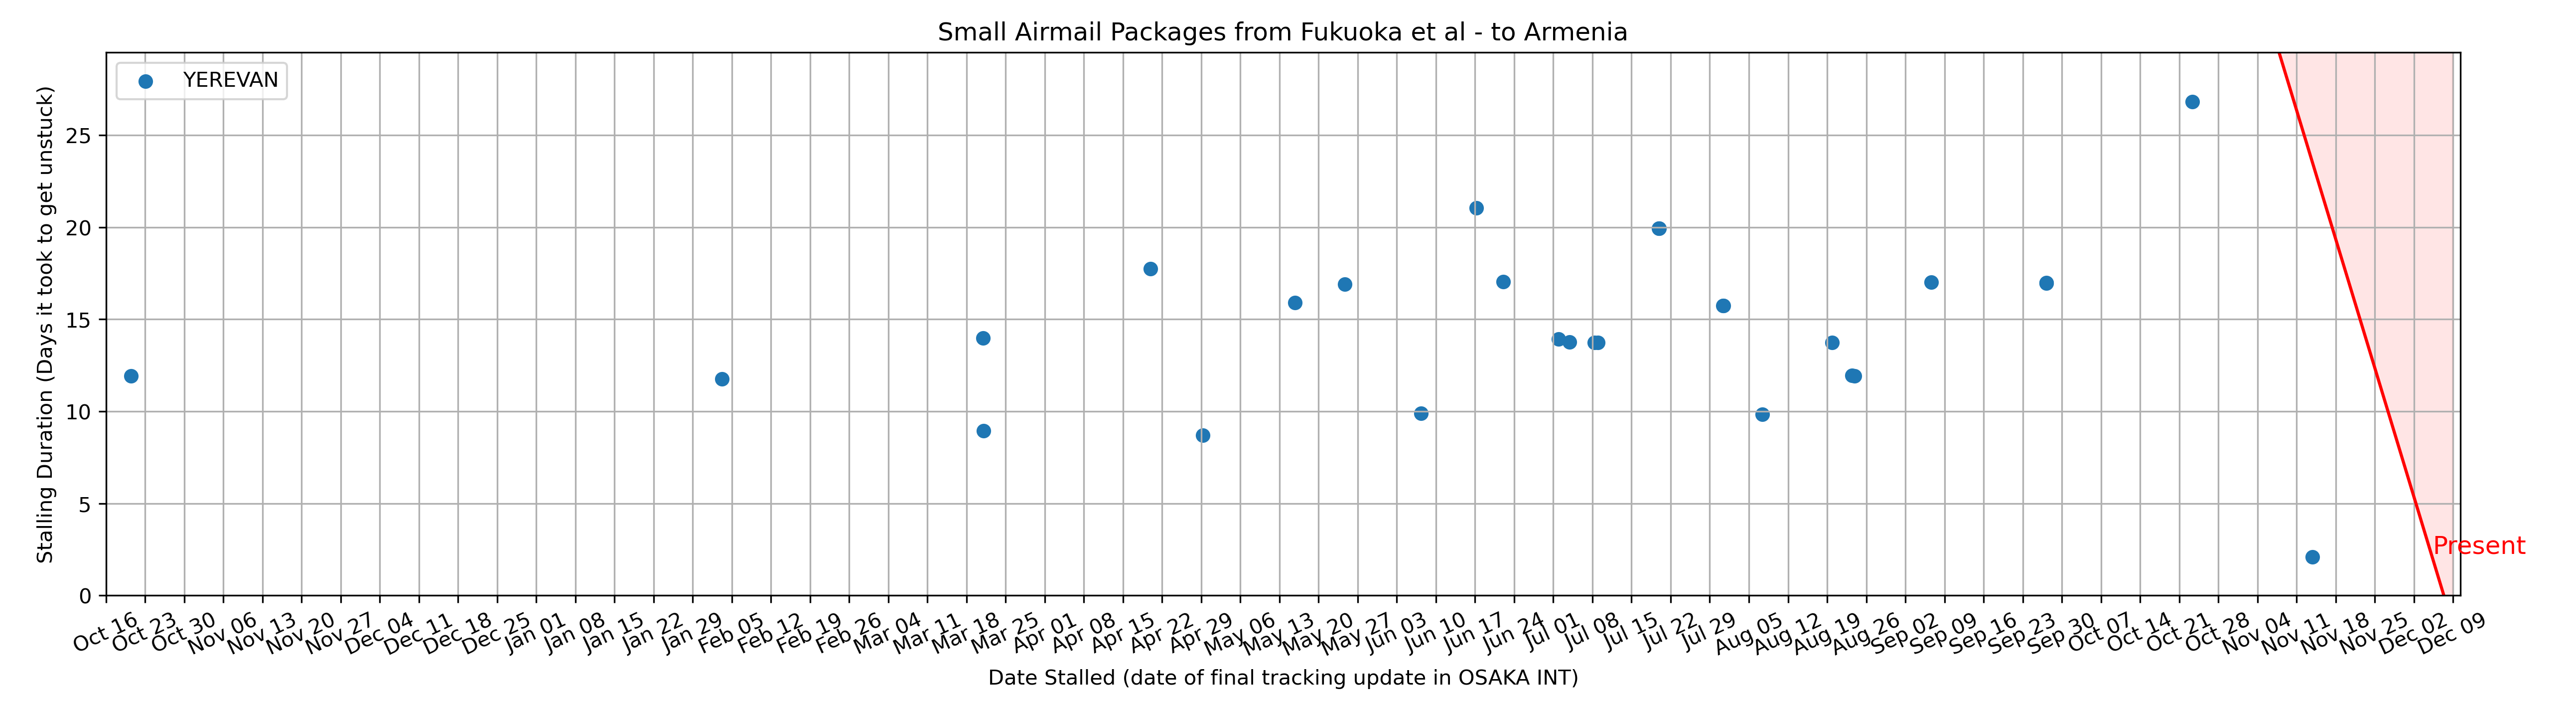 Small Airmail Packages from Fukuoka et al - to Armenia
YEREVAN
Stalling Duration (Days it took to get unstuck)
25
20
15
10
5
0
Present
Oct 16
Oct 23
Oct 30
Nov 06
Nov 13
Nov 20
Nov 27
Dec 04
Dec 11
Dec 18
Dec 25
Jan 01
Jan 08
Jan 15
Jan 22
Jan 29
Feb 05
Feb 12
Feb 19
Feb 26
Mar 04
Mar 11
Mar 18
Mar 25
Apr 01
Apr 08
Apr 15
Apr 22
Apr 29
May 06
May 13
May 20
May 27
Jun 03
Jun 10
Jun 17
Jun 24
Jul 01
Jul 08
Jul 15
Jul 22
Jul 29
Aug 05
Aug 12
Aug 19
Aug 26
Sep 02
Sep 09
Sep 16
Sep 23
Sep 30
Oct 07
Oct 14
Oct 21
Oct 28
Nov 04
Nov 11
Nov 18
Nov 25
Dec 02
Dec 09
Date Stalled (date of final tracking update in OSAKA INT)